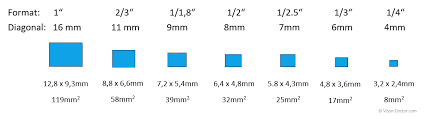 Format: 1“ 2/3“ 1/1,8“ 1/2“ 1/2.5“ 1/3“ 1/4“
Diagonal: 16 mm 11 mm 9mm 8mm 7mm 6mm 4mm
12,8 x 9,3mm 8,8 x 6,6mm 7,2 x 5,4mm 6,4 x 4,8mm 5.8 x 4,3mm 4,8 x 3,6mm 3,2 x 2,4mm
119mm² 58mm² 39mm² 32mm² 25mm² 17mm² 8mm²
© Vison Doctor.com